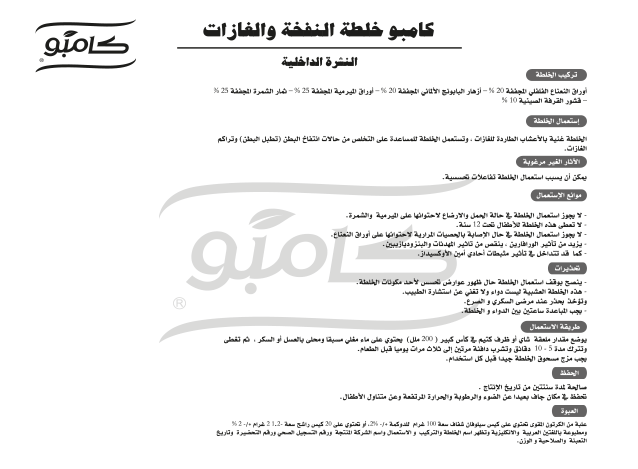 كامبو
كامبو خلطة النفخة والغازات
النشرة الداخلية
تركيب الخلطة
أوراق النعناع الفلفلي المجففة 20 % – أزهار البابونج الألماني المجففة 20 % – أوراق الميرمية المجففة 25 % – ثمار الشمرة المجففة 25 %
– قشور القرفة الصينية 10 %
إستعمال الخلطة
الخلطة غنية بالأعشاب الطاردة للغازات ، وتستعمل الخلطة للمساعدة على التخلص من حالات انتفاخ البطن (تطبل البطن) وتراكم
الغازات.
الآثار الغير مرغوبة
يمكن أن يسبب استعمال الخلطة تفاعلات تحسسية.
موانع الإستعمال
- لا يجوز استعمال الخلطة في حالة الحمل والارضاع لاحتوائها على الميرمية والشمرة.
- لا تعطى هذه الخلطة للأطفال تحت 12 سنة.
- لا يجوز استعمال الخلطة في حال الإصابة بالحصيات المرارية لاحتوائها على أوراق النعناع.
- يزيد من تأثير الورافارين ، ينقص من تاثير المهدئات والبنزوديازبيين.
- كما قد تتداخل في تأثير مثبطات أحادي أمين الأوكسيداز.
تحذيرات
- ينصح بوقف استعمال الخلطة حال ظهور عوارض تحسس لأحد مكونات الخلطة.
- هذه الخلطة العشبية ليست دواء ولا تغني عن استشارة الطبيب.
وتؤخذ بحذر عند مرضى السكري و الصرع.
- يجب المباعدة ساعتين بين الدواء و الخلطة.
طريقة الاستعمال
يوضع مقدار ملعقة شاي أو ظرف كتيم في كأس كبير ( 200 ملل) يحتوي على ماء مغلي مسبقا ومحلى بالعسل أو السكر ، ثم تغطى
وتترك مدة 5 - 10 دقائق وتشرب دافئة مرتين إلى ثلاث مرات يوميا قبل الطعام.
يجب مزج مسحوق الخلطة جيدا قبل كل استخدام.
الحفظ
صالحة لمدة سنتين من تاريخ الإنتاج .
تحفظ في مكان جاف بعيدا عن الضوء والرطوبة والحرارة المرتفعة وعن متناول الأطفال.
العبوة
علبة من الكرتون المقوى تحتوي على كيس سيلوفان شفاف سعة 100 غرام للدوكمة +/- 2%، أو تحتوي على 20 كيس راشح سعة 1.2- 2 غرام +/- 2 %
ومطبوعة باللغتين العربية والانكليزية وتظهر اسم الخلطة والتركيب و الاستعمال واسم الشركة المنتجة ورقم التسجيل الصحي ورقم التحضيرة وتاريخ
التعبئة والصلاحية و الوزن.
كامبو